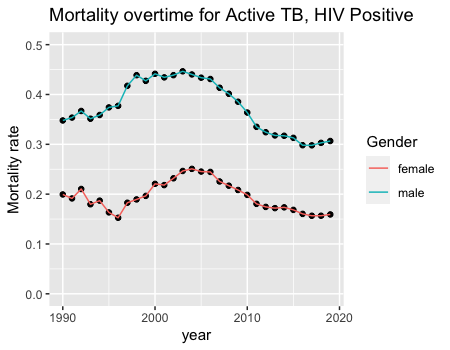 Mortality overtime for Active TB, HIV Positive
0.5
0.4
0.3
0.2
0.1
0.0
Mortality rate
1990 2000 2010 2020
year
Gender
female
male